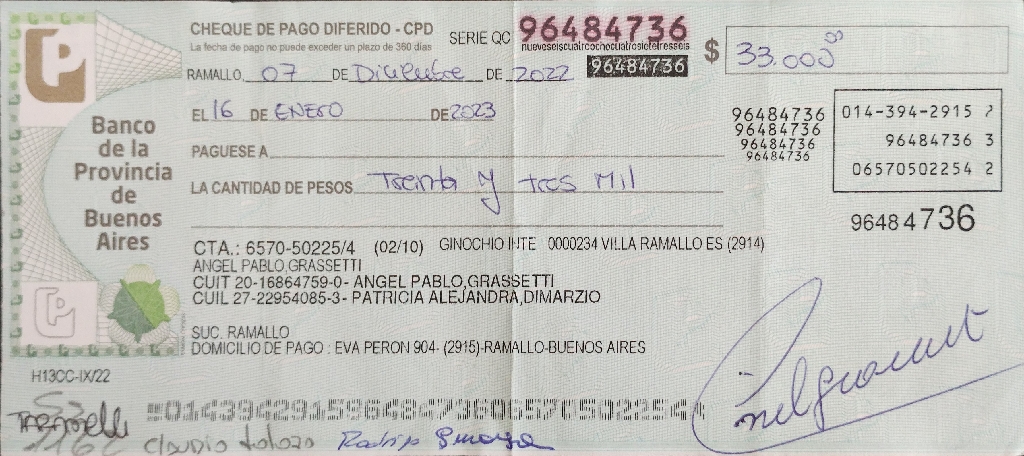 CHEQUE DE PAGO DIFERIDO - CPD
La fecha de pago no puede exceder un plazo de 360 días
SERIE QC 96484736
nueveseiscuatroochocuatrosietetresseis
96484736
$ 33.000 00
RAMALLO, 07 DE Diciembre DE 2022
EL 16 DE ENERO DE 2023
PAGUESE A
LA CANTIDAD DE PESOS Treinta y tres Mil
Banco
de la
Provincia
de
Buenos
Aires
96484736
96484736
96484736
96484736
014-394-2915 7
96484736 3
06570502254 2
96484736
CTA.: 6570-50225/4 (02/10) GINOCHIO INTE 0000234 VILLA RAMALLO ES (2914)
ANGEL PABLO,GRASSETTI
CUIT 20-16864759-0- ANGEL PABLO,GRASSETTI
CUIL 27-22954085-3- PATRICIA ALEJANDRA,DIMARZIO
SUC. RAMALLO
DOMICILIO DE PAGO : EVA PERON 904- (2915)-RAMALLO-BUENOS AIRES
H13CC-IX/22
Claudio